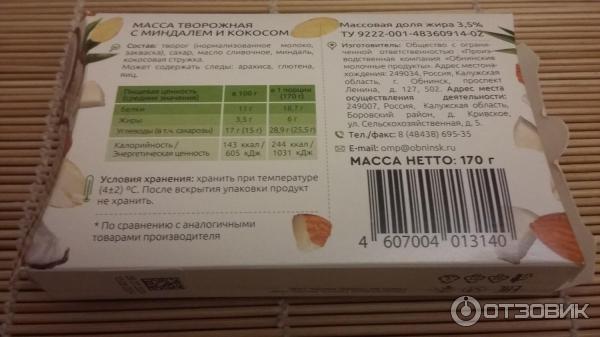 МАССА ТВОРОЖНАЯ
С МИНДАЛЕМ И КОКОСОМ
Состав: творог (нормализованное молоко,
закваска), сахар, масло сливочное, миндаль,
кокосовая стружка.
Может содержать следы: арахиса, глютена,
яиц.
Пищевая ценность (средние значения) в 100 г в 1 порции (170 г)
Белки 11 г 18,7 г
Жиры 3,5 г 6 г
Углеводы (в т.ч. сахарозы) 17 г (15 г) 28,9 г (25,5 г)
Калорийность / Энергетическая ценность 143 ккал / 605 кДж 244 ккал / 1031 кДж
Условия хранения: хранить при температуре
(4±2) ºС. После вскрытия упаковки продукт
не хранить.
* По сравнению с аналогичными
товарами производителя
Массовая доля жира 3,5%
ТУ 9222-001-48360914-02
Изготовитель: Общество с ограни-
ченной ответственностью «Произ-
водственная компания «Обнинские
молочные продукты». Адрес местона-
хождения: 249034, Россия, Калужская
область, г. Обнинск, проспект
Ленина, д. 127, 502. Адрес места
осуществления деятельности:
249007, Россия, Калужская область,
Боровский район, д. Кривское,
ул. Сельскохозяйственная, д. 5.
Тел./факс: 8 (48438) 695-35
E-mail: omp@obninsk.ru
МАССА НЕТТО: 170 г
4 607004 013140
ОТЗОВИК